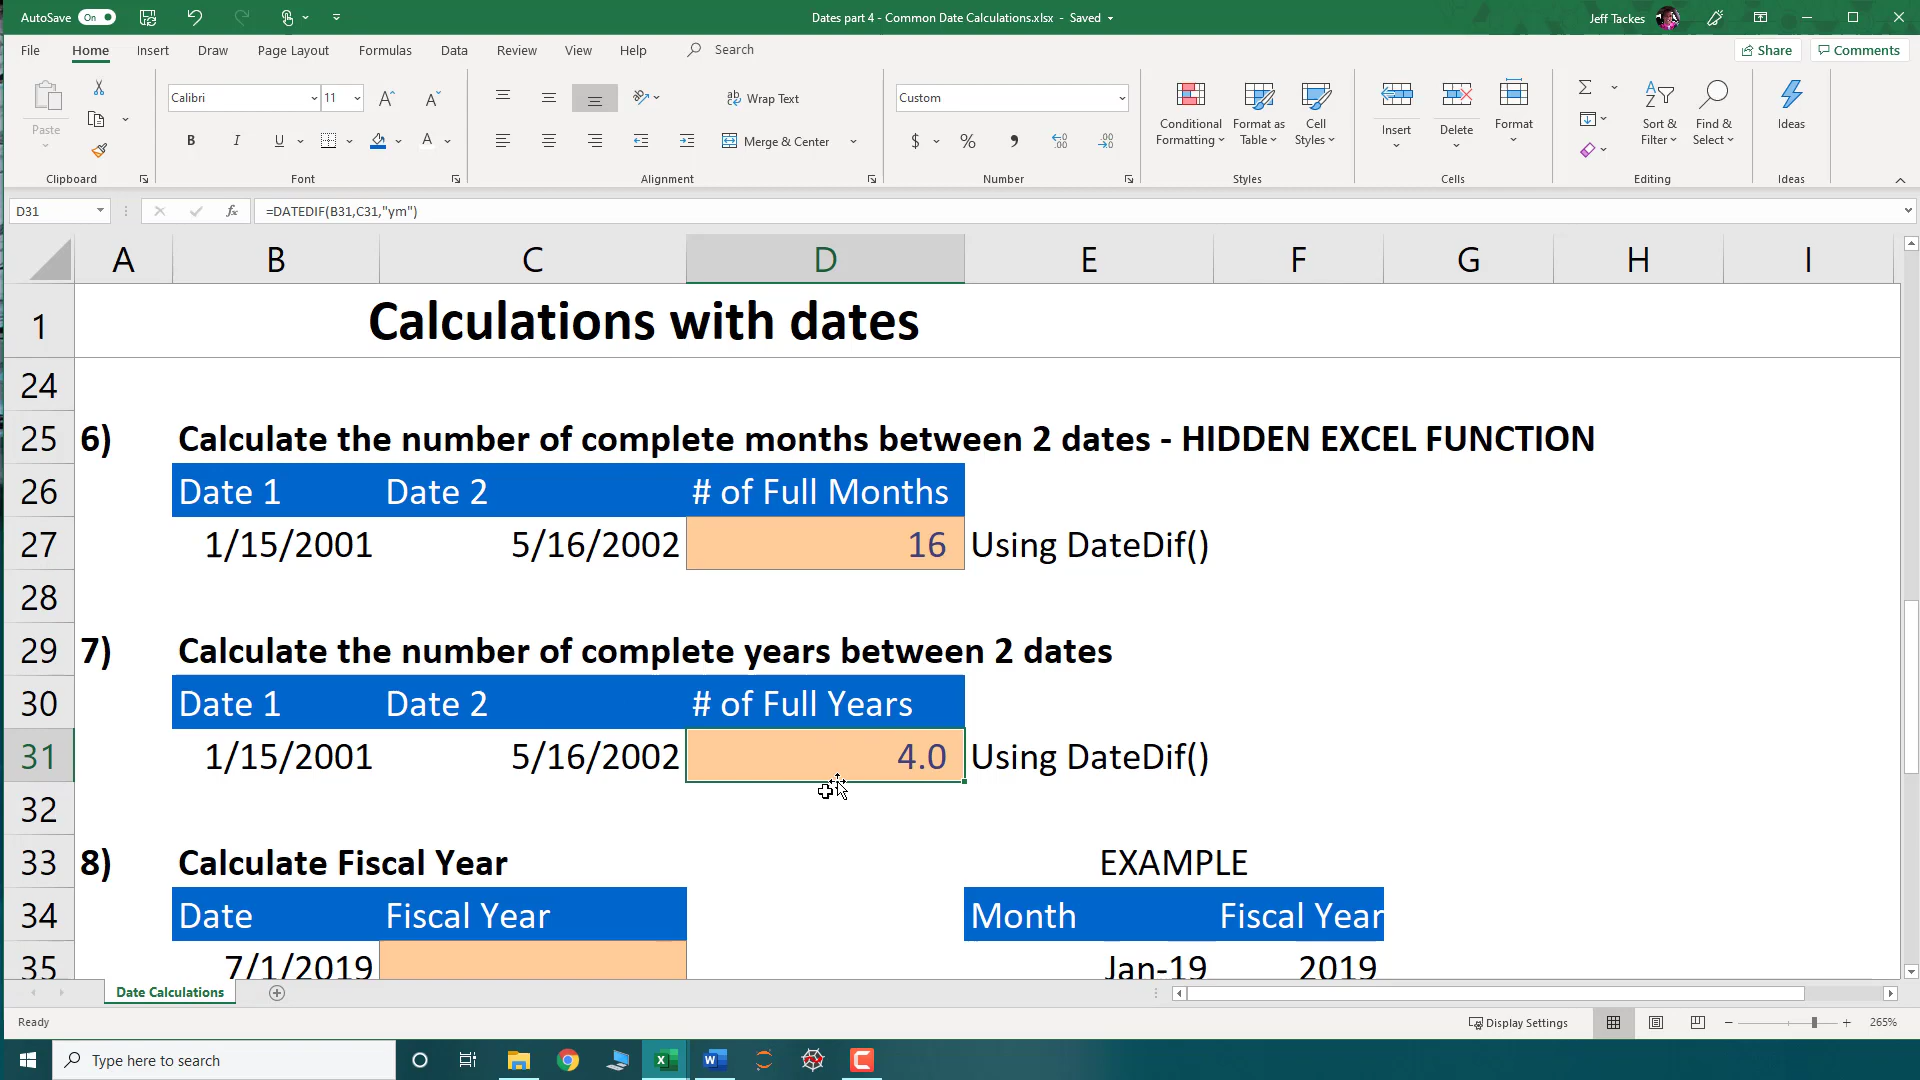 AutoSave On
Dates part 4 - Common Date Calculations.xlsx - Saved
Jeff Tackes
File Home Insert Draw Page Layout Formulas Data Review View Help Search
Share Comments
Paste
Clipboard
Calibri 11
B I U A
Font
Wrap Text
Merge & Center
Alignment
Custom
$ % ,
Number
Conditional Formatting
Format as Table
Cell Styles
Styles
Insert Delete Format
Cells
Sort & Filter
Find & Select
Editing
Ideas
Ideas
D31 fx =DATEDIF(B31,C31,"ym")
A B C D E F G H I
1 Calculations with dates
24
25 6) Calculate the number of complete months between 2 dates - HIDDEN EXCEL FUNCTION
26 Date 1 Date 2 # of Full Months
27 1/15/2001 5/16/2002 16 Using DateDif()
28
29 7) Calculate the number of complete years between 2 dates
30 Date 1 Date 2 # of Full Years
31 1/15/2001 5/16/2002 4.0 Using DateDif()
32
33 8) Calculate Fiscal Year EXAMPLE
34 Date Fiscal Year Month Fiscal Year
35 7/1/2019 Jan-19 2019
Date Calculations
Ready
Display Settings
265%
Type here to search